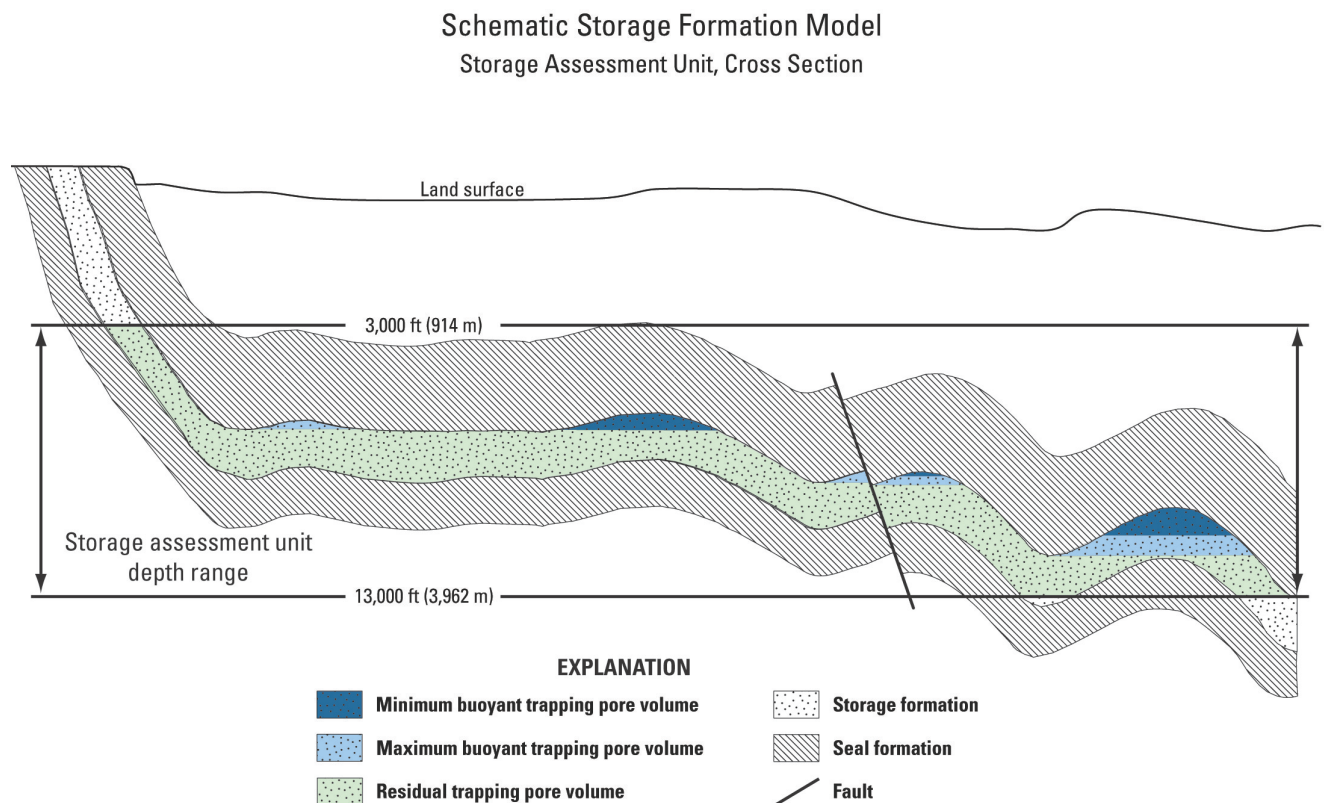 Schematic Storage Formation Model
Storage Assessment Unit, Cross Section
Land surface
3,000 ft (914 m)
Storage assessment unit
depth range
13,000 ft (3,962 m)
EXPLANATION
Minimum buoyant trapping pore volume
Storage formation
Maximum buoyant trapping pore volume
Seal formation
Residual trapping pore volume
Fault